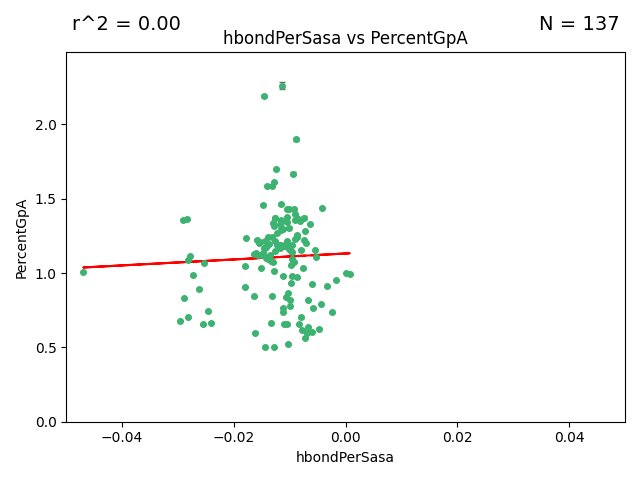 r^2 = 0.00
N = 137
hbondPerSasa vs PercentGpA
PercentGpA
2.0
1.5
1.0
0.5
0.0
−0.04
−0.02
0.00
0.02
0.04
hbondPerSasa